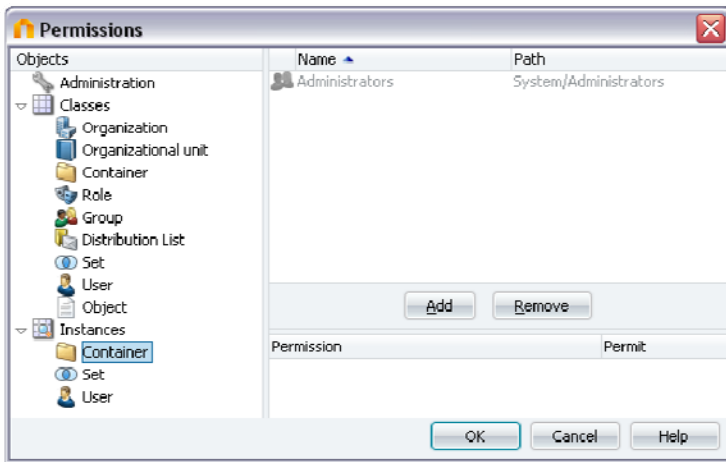 Permissions
Objects
Administration
Classes
Organization
Organizational unit
Container
Role
Group
Distribution List
Set
User
Object
Instances
Container
Set
User
Name Path
Administrators System/Administrators
Add Remove
Permission Permit
OK Cancel Help